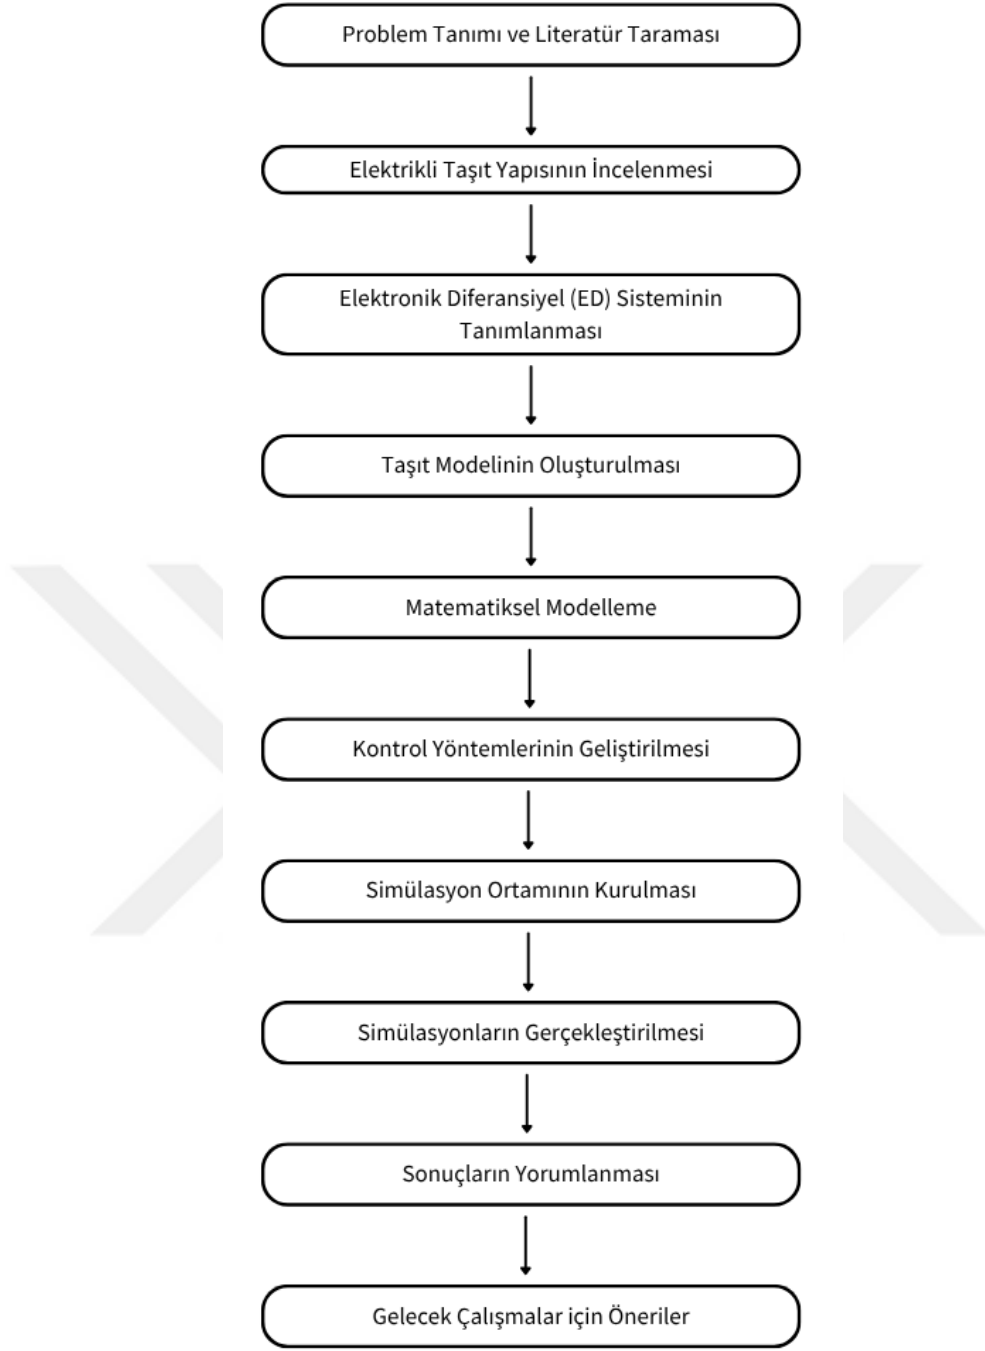 Problem Tanımı ve Literatür Taraması
Elektrikli Taşıt Yapısının İncelenmesi
Elektronik Diferansiyel (ED) Sisteminin
Tanımlanması
Taşıt Modelinin Oluşturulması
Matematiksel Modelleme
Kontrol Yöntemlerinin Geliştirilmesi
Simülasyon Ortamının Kurulması
Simülasyonların Gerçekleştirilmesi
Sonuçların Yorumlanması
Gelecek Çalışmalar için Öneriler